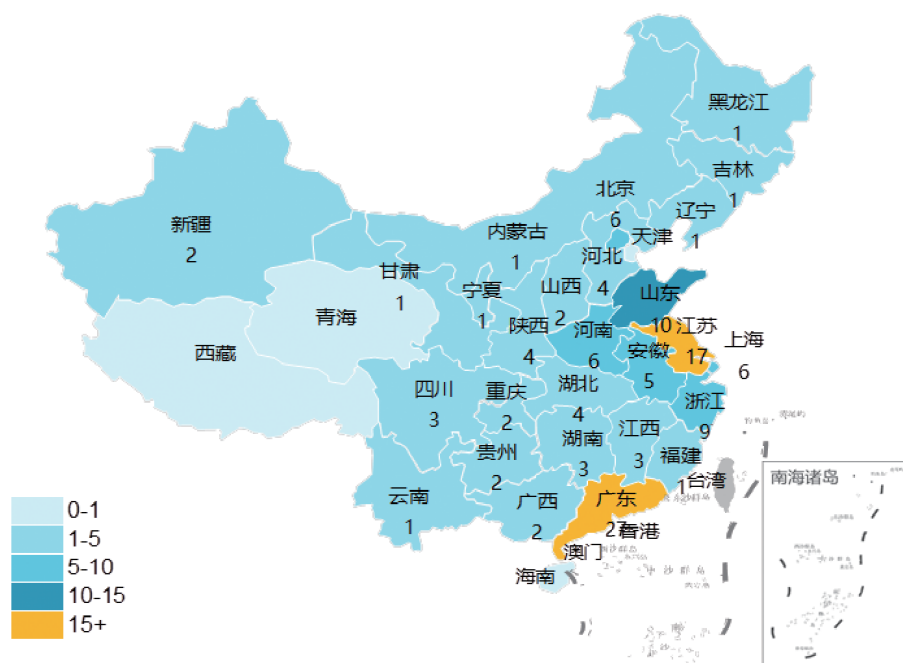 黑龙江
1
吉林
1
辽宁
1
北京
6
天津
新疆
2
内蒙古
1
河北
4
甘肃
1
宁夏
1
山西
2
山东
10
青海
陕西
4
河南
6
江苏
17
上海
6
西藏
安徽
5
四川
3
重庆
2
湖北
4
浙江
9
湖南
3
江西
3
贵州
2
福建
1
台湾
云南
1
广西
2
广东
27
香港
澳门
海南
南海诸岛
0-1
1-5
5-10
10-15
15+